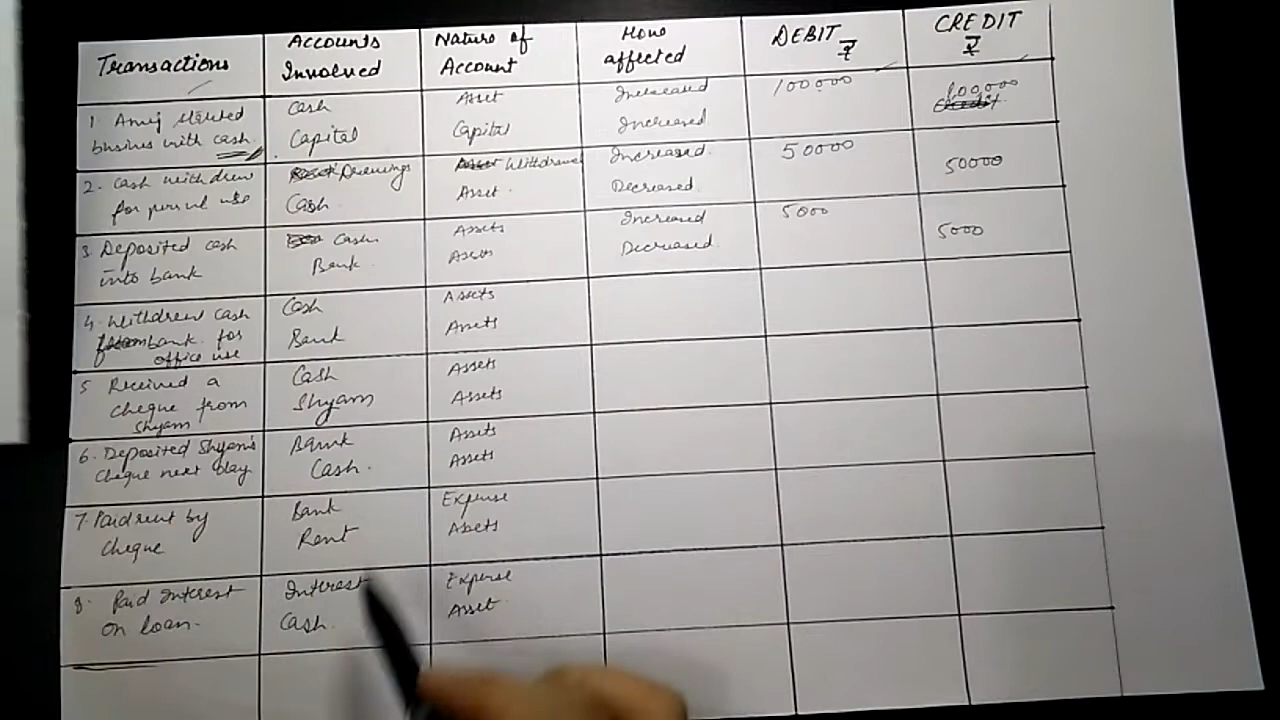 Transactions
Accounts Involved
Nature of Account
How affected
DEBIT ₹
CREDIT ₹
1. started
business with cash.
Cash
Capital
Asset
Capital
Increased
Increased
100000
1,00,000
Credit
2. Cash withdrew
for use
Drawings
Cash
Asset
Increased
Decreased
50000
50000
3. Deposited cash
into bank
Cash
Bank
Assets
Assets
Increased
Decreased
5000
5000
4. Withdrew Cash
from bank for
office use
Cash
Bank
Assets
Assets
5 Received a
cheque from
Shyam
Cash
Shyam
Assets
Assets
6. Deposited Shyam's
cheque next day
Bank
Cash.
Assets
Assets
7. Paid rent by
cheque
Bank
Rent
Expense
Assets
8. Paid Interest
on loan.
Interest
Cash.
Expense
Asset